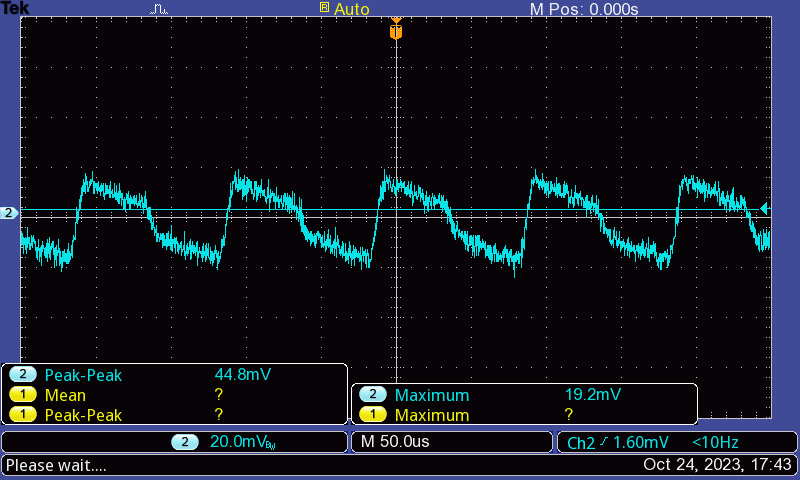 Tek R Auto M Pos: 0.000s
T
2
2 Peak-Peak 44.8mV
1 Mean ?
2 Maximum 19.2mV
1 Peak-Peak ?
1 Maximum ?
2 20.0mVBW M 50.0us Ch2 1.60mV <10Hz
Please wait.... Oct 24, 2023, 17:43